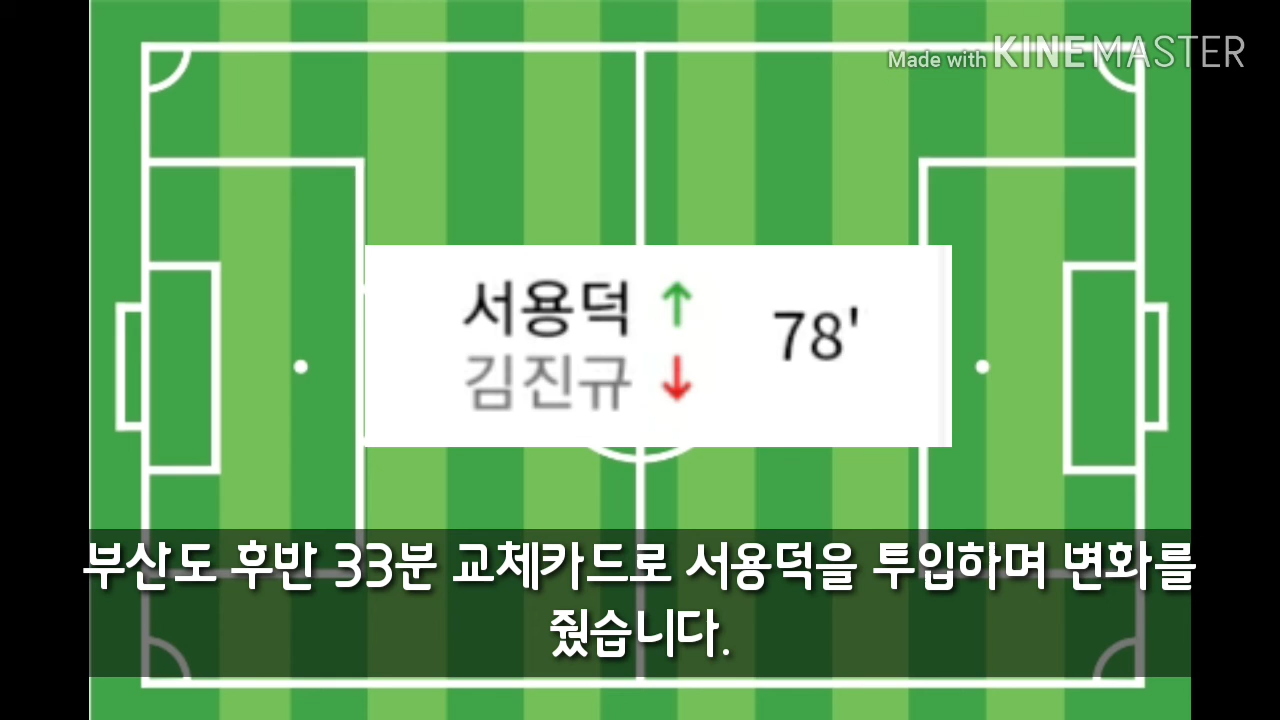 Made with KINEMASTER
서용덕 ↑
78'
김진규 ↓
부산도 후반 33분 교체카드로 서용덕을 투입하며 변화를
줬습니다.